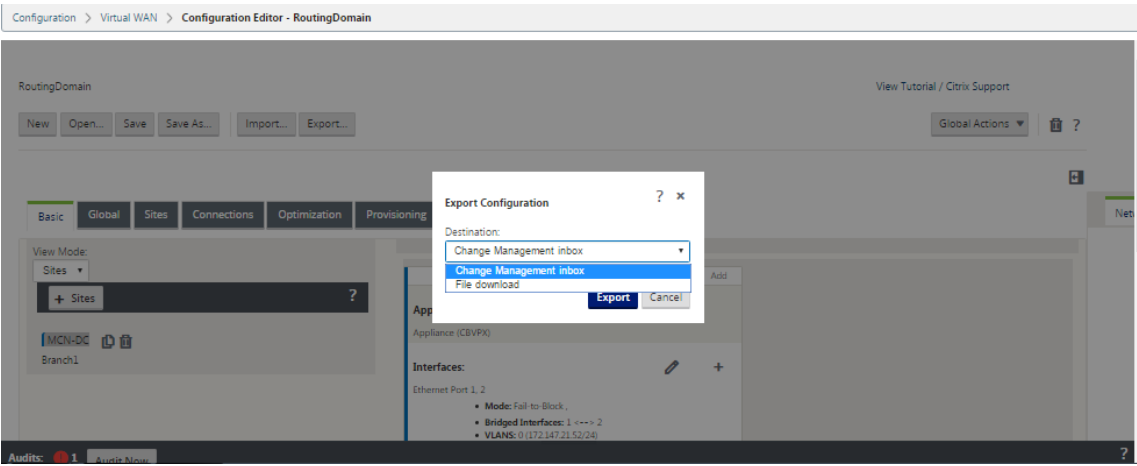 Configuration > Virtual WAN > Configuration Editor - RoutingDomain
RoutingDomain
View Tutorial / Citrix Support
New Open... Save Save As... Import... Export...
Global Actions ?
Export Configuration ? ×
Destination:
Change Management inbox
Change Management inbox
File download
Export Cancel
Basic Global Sites Connections Optimization Provisioning
View Mode:
Sites
+ Sites ?
MCN-DC
Branch1
Add
Appliance (CBVPX)
Interfaces: +
Ethernet Port 1, 2
• Mode: Fail-to-Block ,
• Bridged Interfaces: 1 <--> 2
• VLANS: 0 (172.147.21.52/24)
Audits: 1 Audit Now ?